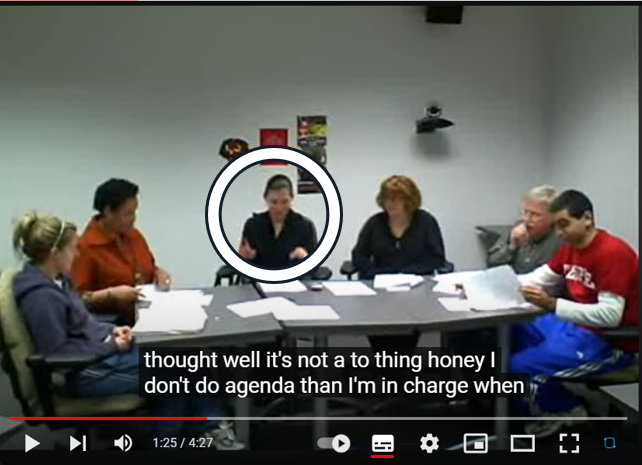 thought well it's not a to thing honey I
don't do agenda than I'm in charge when
1:25 / 4:27